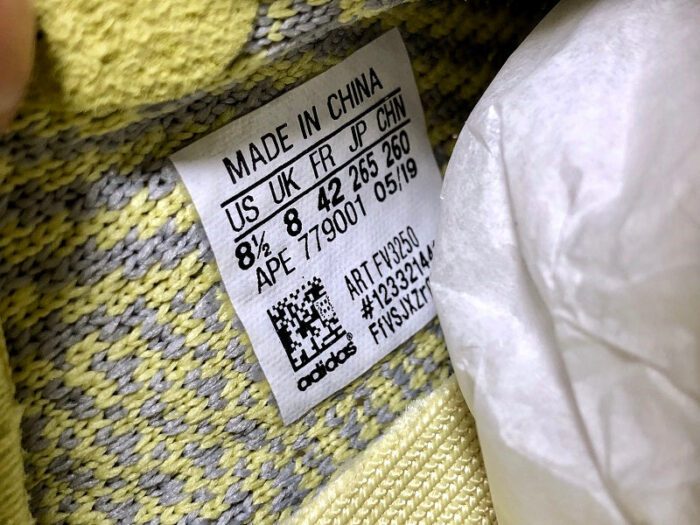 MADE IN CHINA
US UK FR JP CHN
8½ 8 42 265 260
APE 779001 05/19
ART FV3250
adidas